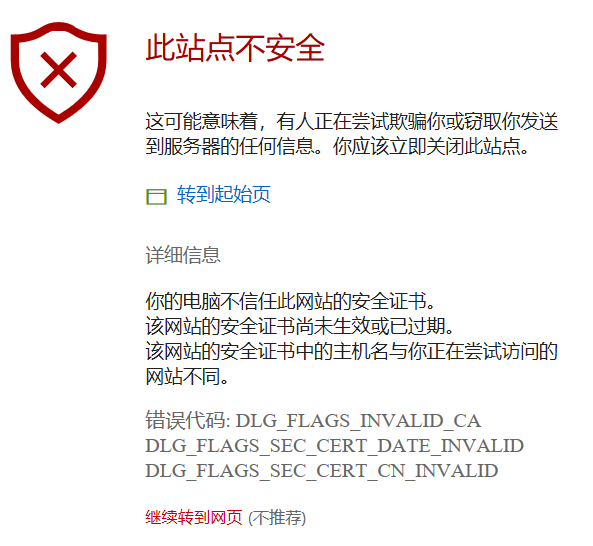 此站点不安全
这可能意味着，有人正在尝试欺骗你或窃取你发送
到服务器的任何信息。你应该立即关闭此站点。
转到起始页
详细信息
你的电脑不信任此网站的安全证书。
该网站的安全证书尚未生效或已过期。
该网站的安全证书中的主机名与你正在尝试访问的
网站不同。
错误代码: DLG_FLAGS_INVALID_CA
DLG_FLAGS_SEC_CERT_DATE_INVALID
DLG_FLAGS_SEC_CERT_CN_INVALID
继续转到网页 (不推荐)